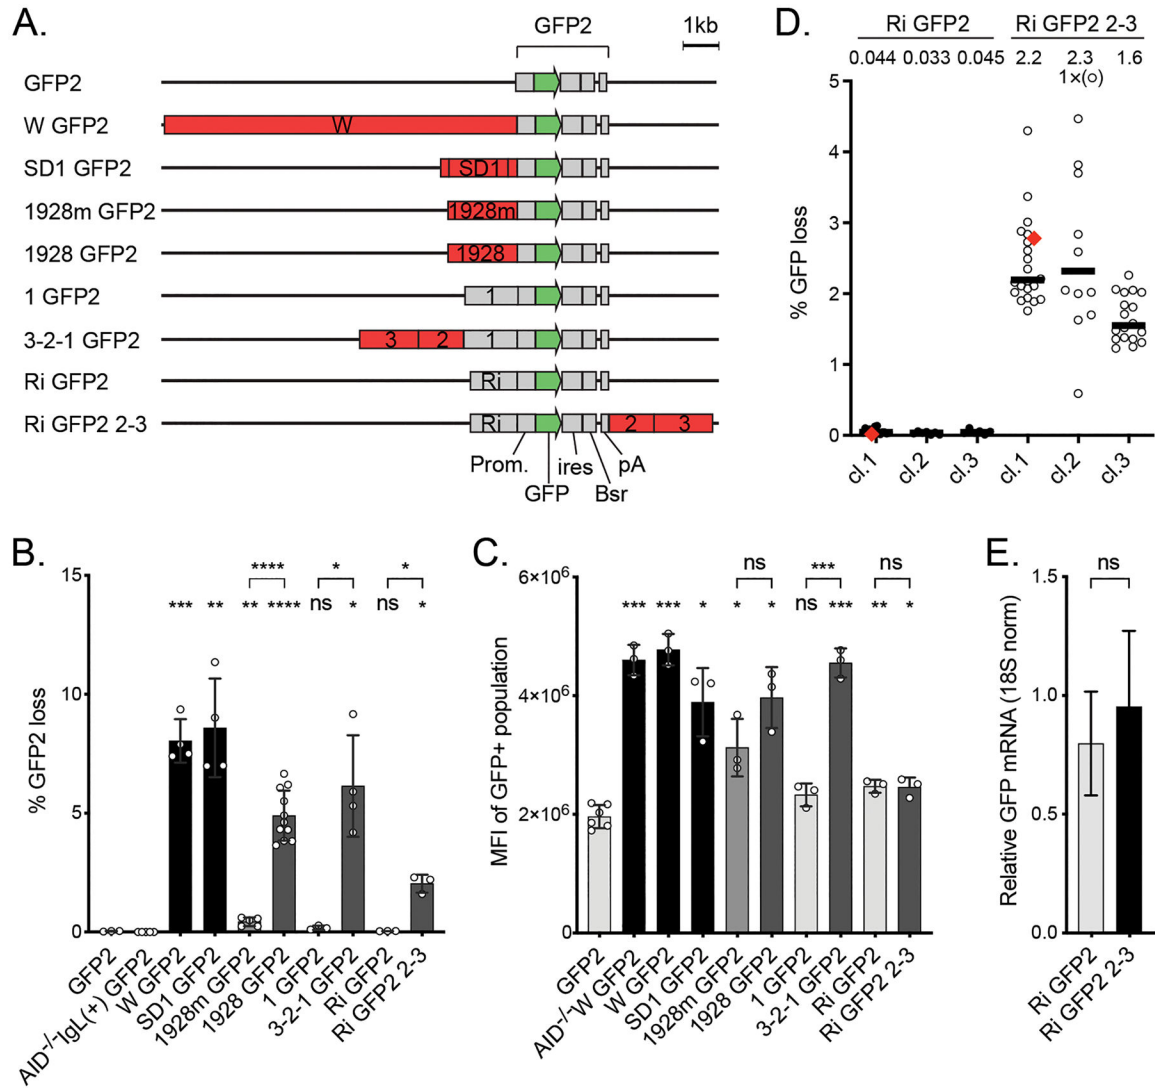 A.
GFP2
1kb
GFP2
W GFP2
W
SD1 GFP2
SD1
1928m GFP2
1928m
1928 GFP2
1928
1 GFP2
1
3-2-1 GFP2
3 2 1
Ri GFP2
Ri
Ri GFP2 2-3
Ri 2 3
Prom. ires pA
GFP Bsr
D.
Ri GFP2 Ri GFP2 2-3
0.044 0.033 0.045 2.2 2.3 1.6
1×(○)
% GFP loss
5
4
3
2
1
0
cl.1 cl.2 cl.3 cl.1 cl.2 cl.3
B.
% GFP2 loss
15
10
5
0
**** * *
*** ** ** **** ns * ns *
GFP2
AID-/-IgL(+) GFP2
W GFP2
SD1 GFP2
1928m GFP2
1928 GFP2
1 GFP2
3-2-1 GFP2
Ri GFP2
Ri GFP2 2-3
C.
MFI of GFP+ population
6×10⁶
4×10⁶
2×10⁶
0
ns *** ns
*** *** * * * ns *** ** *
GFP2
AID-/-W GFP2
W GFP2
SD1 GFP2
1928m GFP2
1928 GFP2
1 GFP2
3-2-1 GFP2
Ri GFP2
Ri GFP2 2-3
E.
Relative GFP mRNA (18S norm)
1.5
1.0
0.5
0.0
ns
Ri GFP2
Ri GFP2 2-3